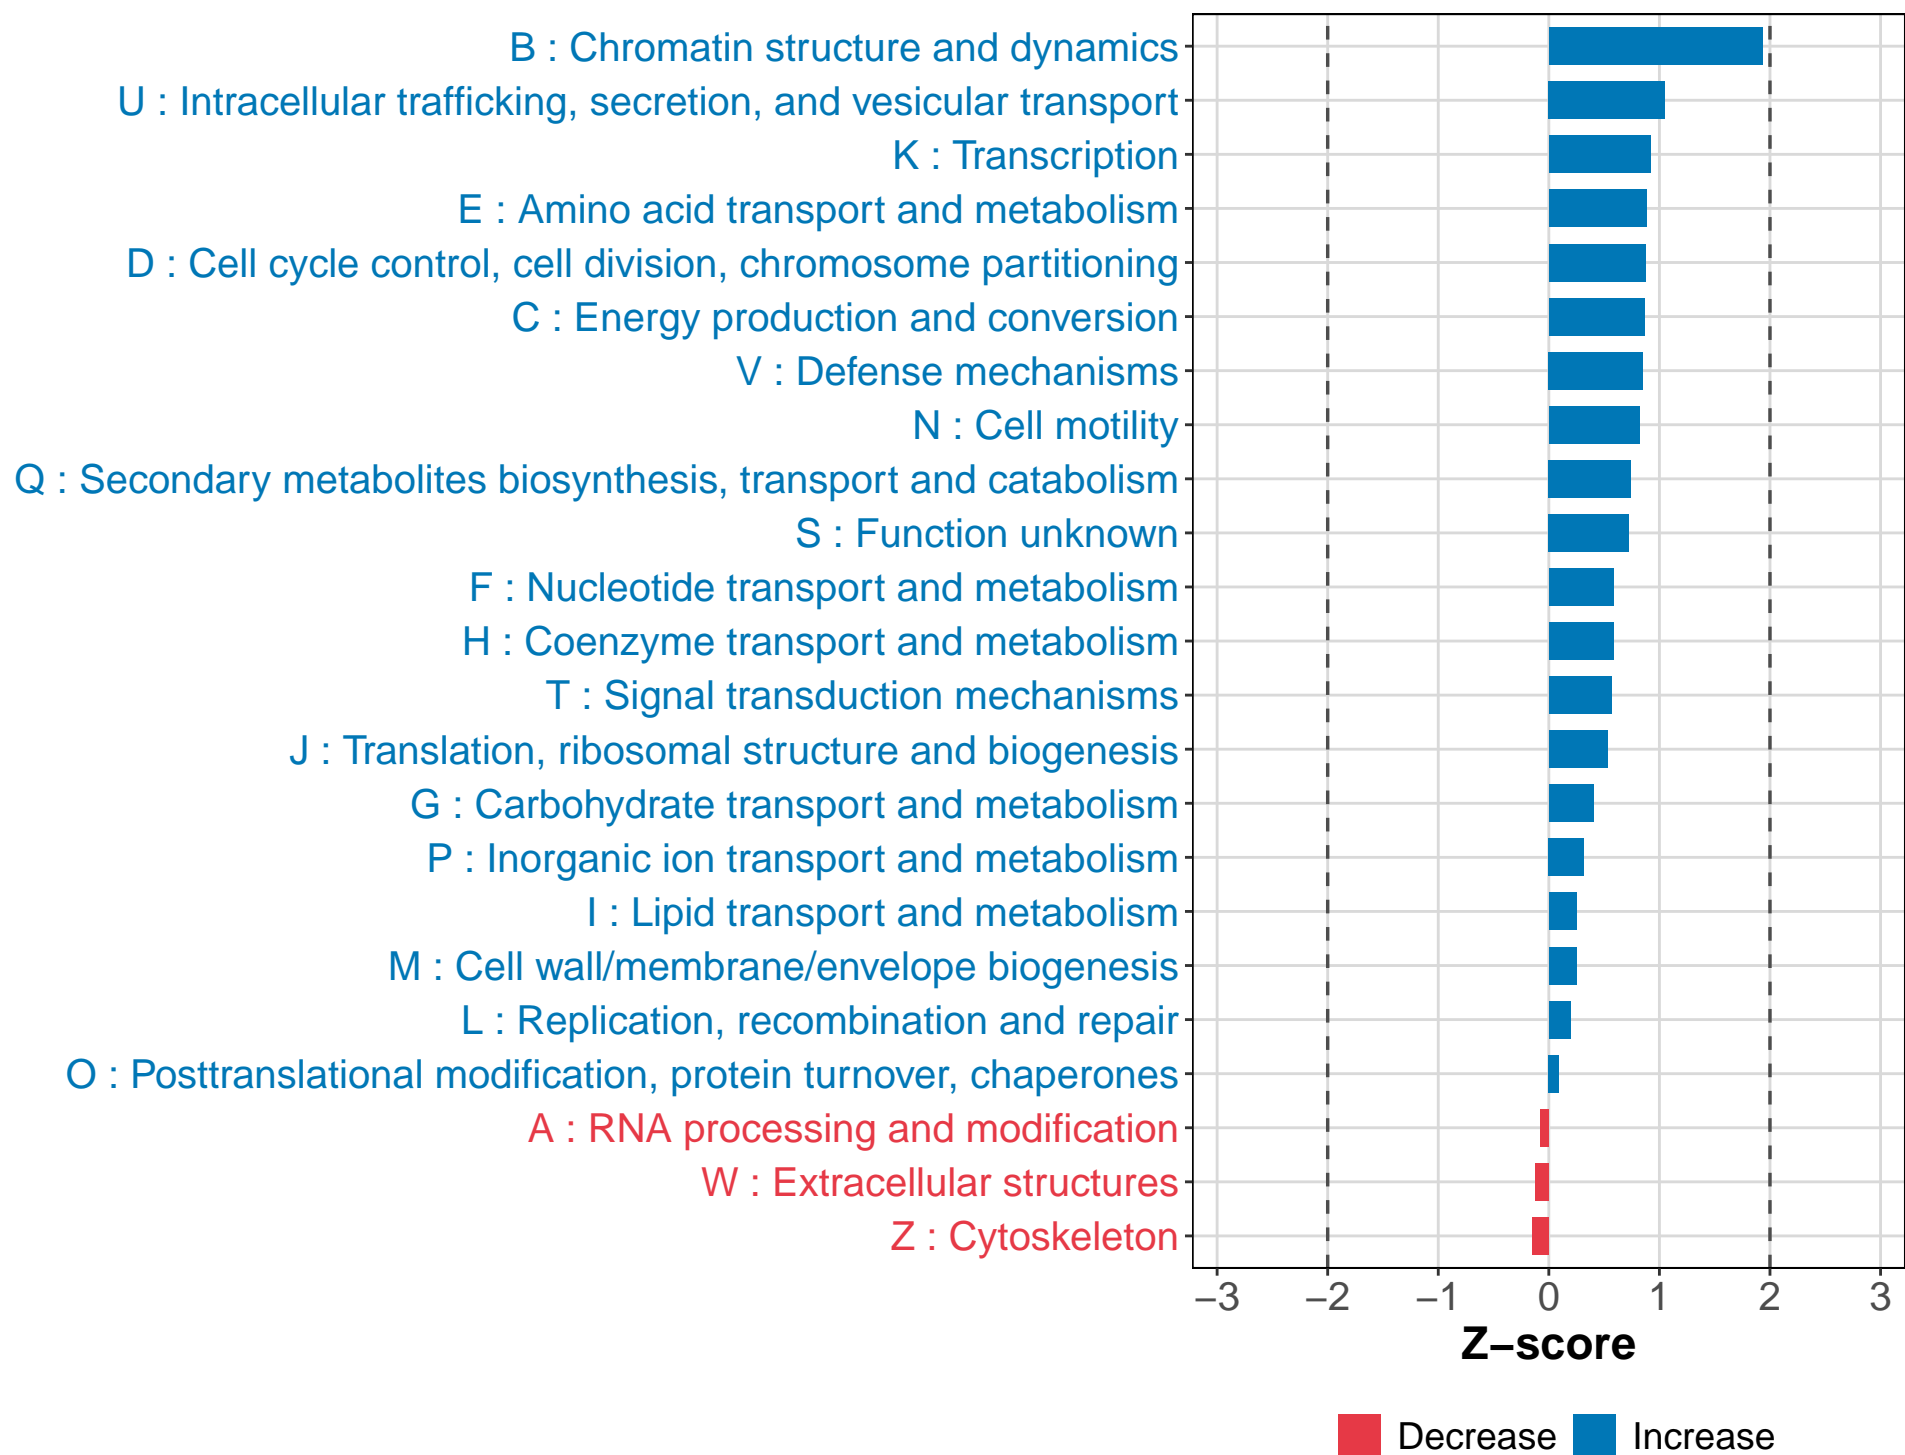 B : Chromatin structure and dynamics
U : Intracellular trafficking, secretion, and vesicular transport
K : Transcription
E : Amino acid transport and metabolism
D : Cell cycle control, cell division, chromosome partitioning
C : Energy production and conversion
V : Defense mechanisms
N : Cell motility
Q : Secondary metabolites biosynthesis, transport and catabolism
S : Function unknown
F : Nucleotide transport and metabolism
H : Coenzyme transport and metabolism
T : Signal transduction mechanisms
J : Translation, ribosomal structure and biogenesis
G : Carbohydrate transport and metabolism
P : Inorganic ion transport and metabolism
I : Lipid transport and metabolism
M : Cell wall/membrane/envelope biogenesis
L : Replication, recombination and repair
O : Posttranslational modification, protein turnover, chaperones
A : RNA processing and modification
W : Extracellular structures
Z : Cytoskeleton
−3 −2 −1 0 1 2 3
Z−score
Decrease Increase